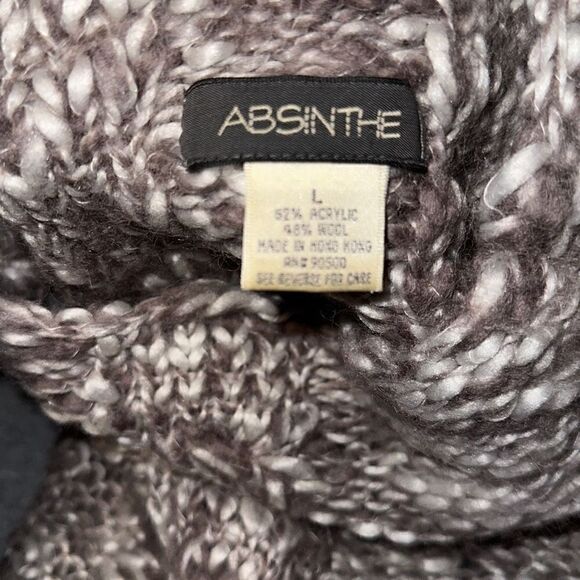 ABSINTHE
L
52% ACRYLIC
48% WOOL
MADE IN HONG KONG
RN# 90500
SEE REVERSE FOR CARE